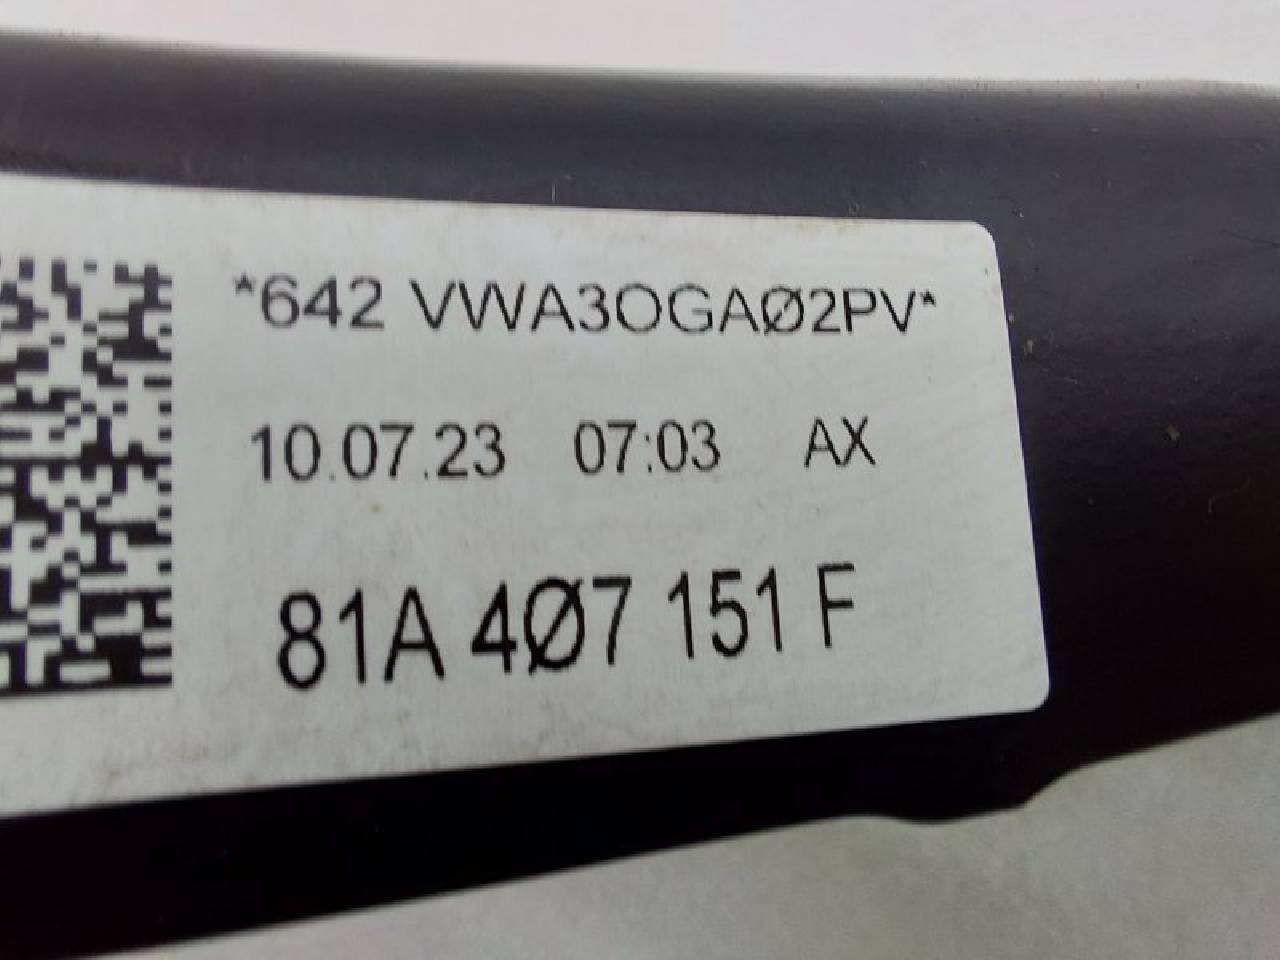 *642 VWA3OGAØ2PV*
10.07.23 07:03 AX
81A 4Ø7 151 F